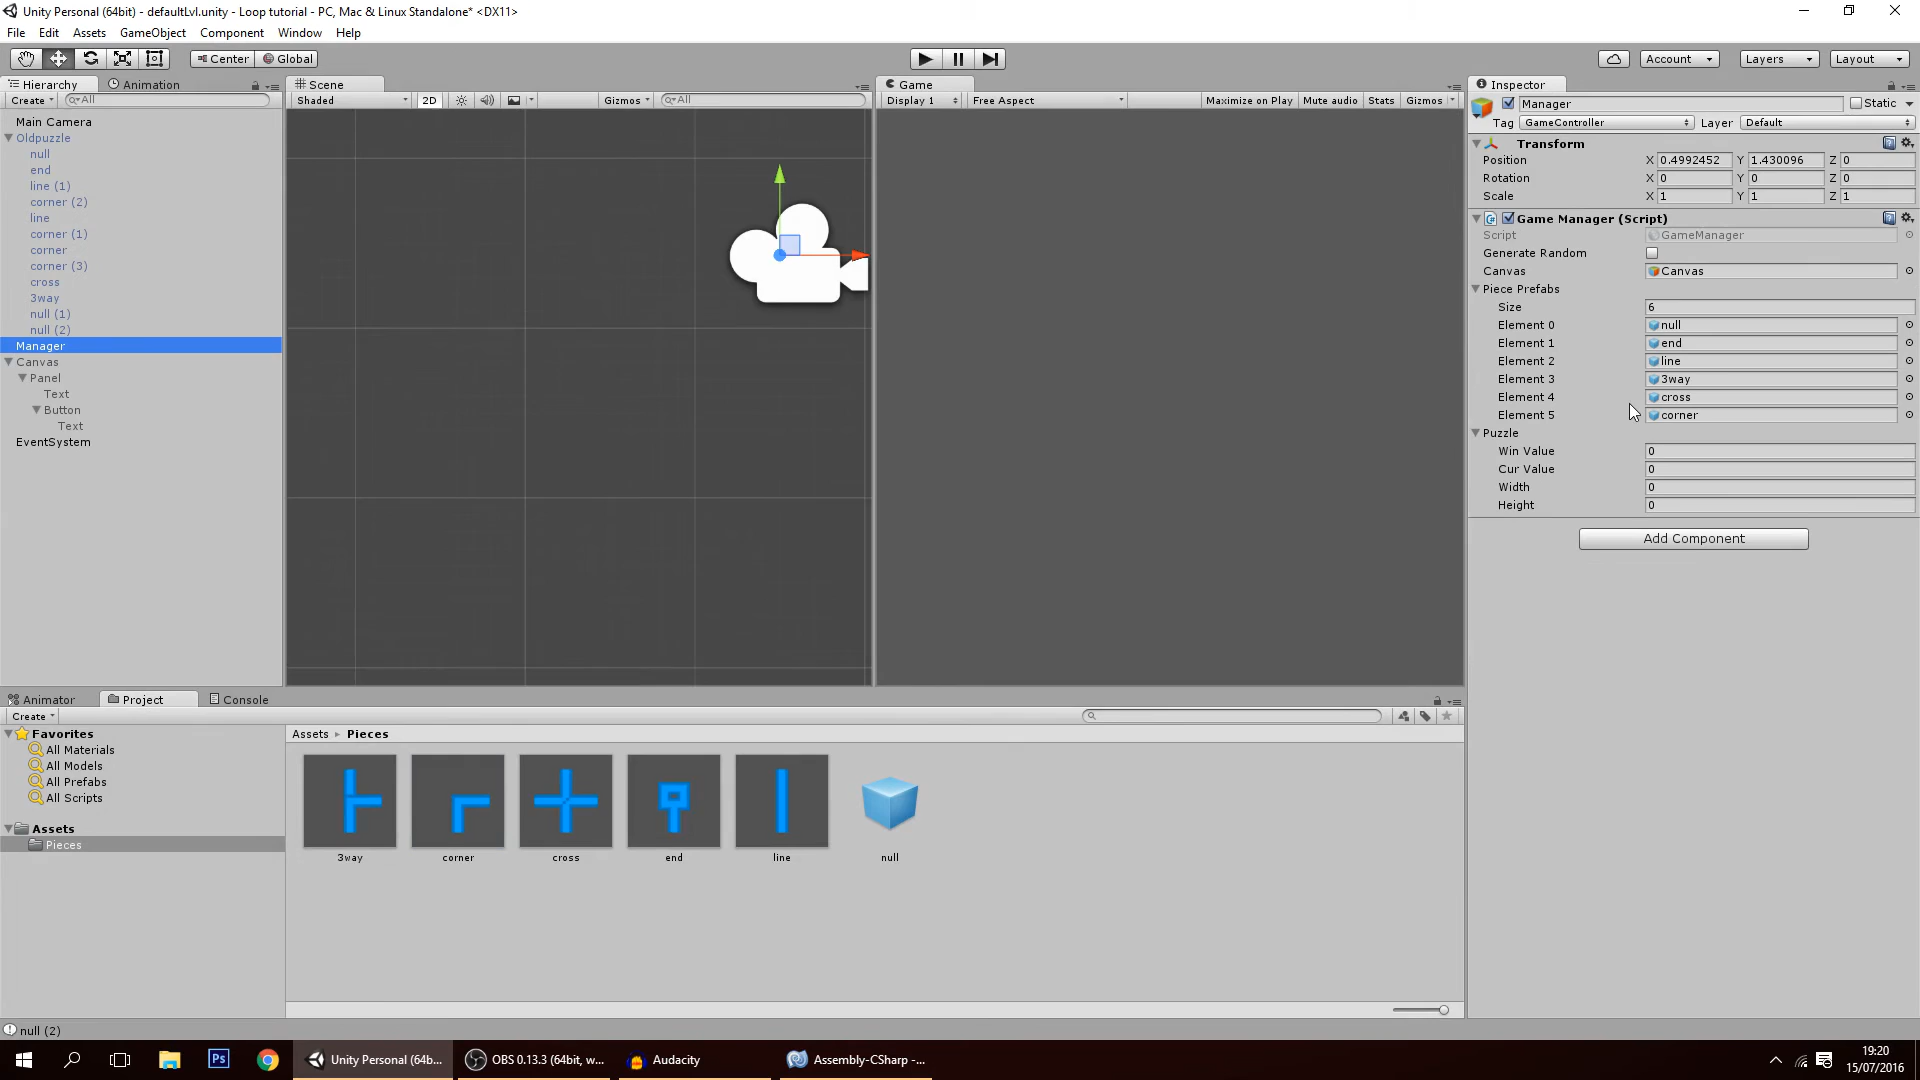 Unity Personal (64bit) - defaultLvl.unity - Loop tutorial - PC, Mac & Linux Standalone* <DX11>
File Edit Assets GameObject Component Window Help
Center Global Account Layers Layout
Hierarchy Animation Scene Game Inspector
Create All Shaded 2D Gizmos All Display 1 Free Aspect Maximize on Play Mute audio Stats Gizmos
Manager Static
Tag GameController Layer Default
Main Camera
Oldpuzzle
null
end
line (1)
corner (2)
line
corner (1)
corner
corner (3)
cross
3way
null (1)
null (2)
Manager
Canvas
Panel
Text
Button
Text
EventSystem
Transform
Position X 0.4992452 Y 1.430096 Z 0
Rotation X 0 Y 0 Z 0
Scale X 1 Y 1 Z 1
Game Manager (Script)
Script GameManager
Generate Random
Canvas Canvas
Piece Prefabs
Size 6
Element 0 null
Element 1 end
Element 2 line
Element 3 3way
Element 4 cross
Element 5 corner
Puzzle
Win Value 0
Cur Value 0
Width 0
Height 0
Add Component
Animator Project Console
Create
Favorites
All Materials
All Models
All Prefabs
All Scripts
Assets
Pieces
Assets Pieces
3way corner cross end line null
null (2)
Ps Unity Personal (64b... OBS 0.13.3 (64bit, w... Audacity Assembly-CSharp -...
19:20
15/07/2016